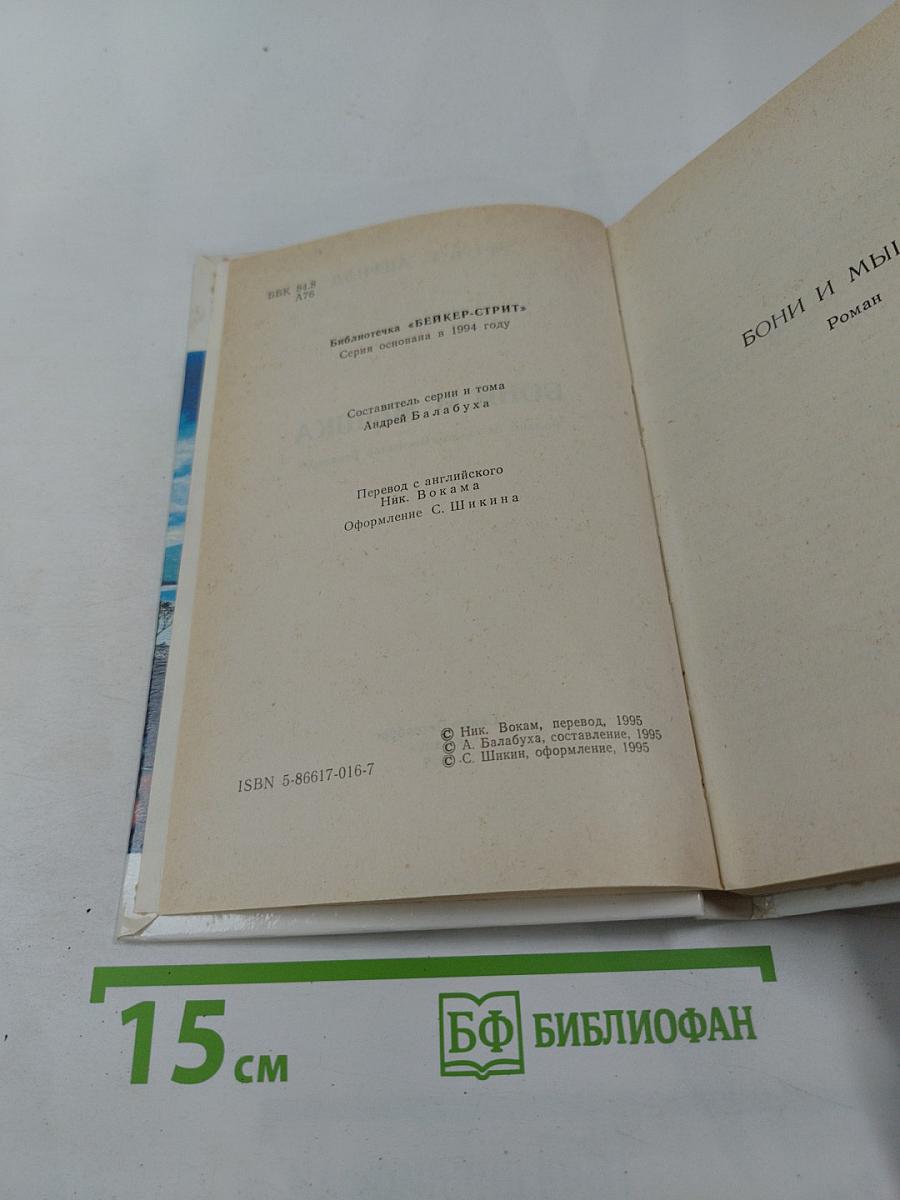 ББК 84.8
А76
Библиотечка «БЕЙКЕР-СТРИТ»
Серия основана в 1994 году
Составитель серии и тома
Андрей Балабуха
Перевод с английского
Ник. Вокама
Оформление С. Шикина
© Ник. Вокам, перевод, 1995
© А. Балабуха, составление, 1995
© С. Шикин, оформление, 1995
ISBN 5-86617-016-7
БОНИ И МЫ
Роман
15 см
БФ БИБЛИОФАН